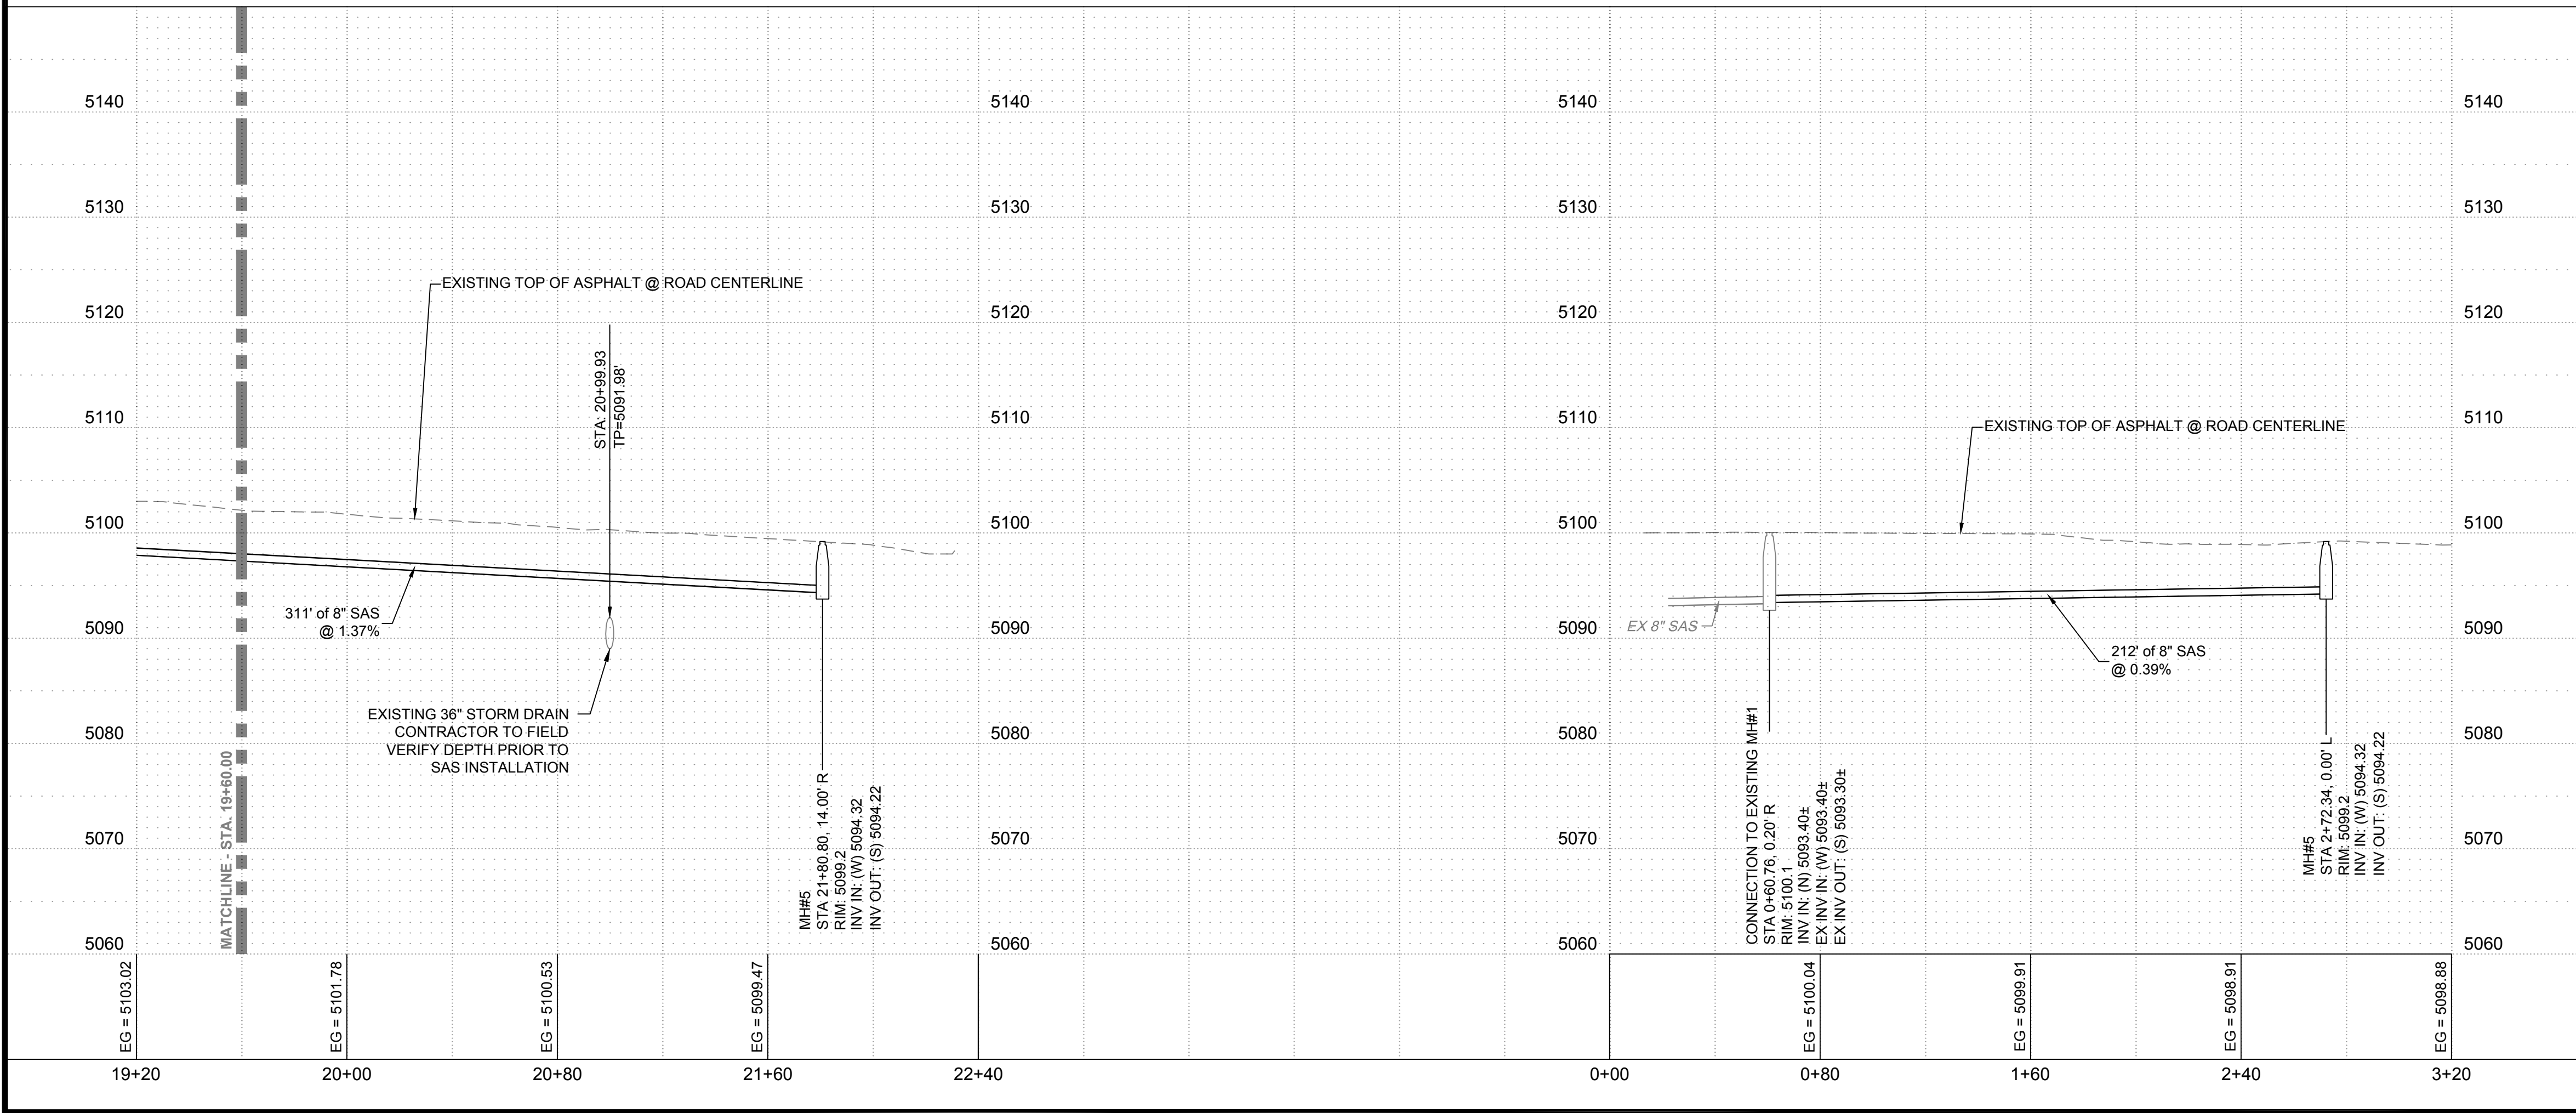 5140
5130
5120
5110
5100
5090
5080
5070
5060
MATCHLINE - STA. 19+60.00
EXISTING TOP OF ASPHALT @ ROAD CENTERLINE
STA: 20+99.93
TP=5091.98'
311' of 8" SAS
@ 1.37%
EXISTING 36" STORM DRAIN
CONTRACTOR TO FIELD
VERIFY DEPTH PRIOR TO
SAS INSTALLATION
MH#5
STA 21+80.80, 14.00' R
RIM: 5099.2
INV IN: (W) 5094.32
INV OUT: (S) 5094.22
5140
5130
5120
5110
5100
5090
5080
5070
5060
EG = 5103.02
EG = 5101.78
EG = 5100.53
EG = 5099.47
19+20
20+00
20+80
21+60
22+40
5140
5130
5120
5110
5100
5090
5080
5070
5060
EXISTING TOP OF ASPHALT @ ROAD CENTERLINE
EX 8" SAS
212' of 8" SAS
@ 0.39%
CONNECTION TO EXISTING MH#1
STA 0+60.76, 0.20' R
RIM: 5100.1
INV IN: (N) 5093.40±
EX INV IN: (W) 5093.40±
EX INV OUT: (S) 5093.30±
MH#5
STA 2+72.34, 0.00' L
RIM: 5099.2
INV IN: (W) 5094.32
INV OUT: (S) 5094.22
5140
5130
5120
5110
5100
5090
5080
5070
5060
EG = 5100.04
EG = 5099.91
EG = 5098.91
EG = 5098.88
0+00
0+80
1+60
2+40
3+20